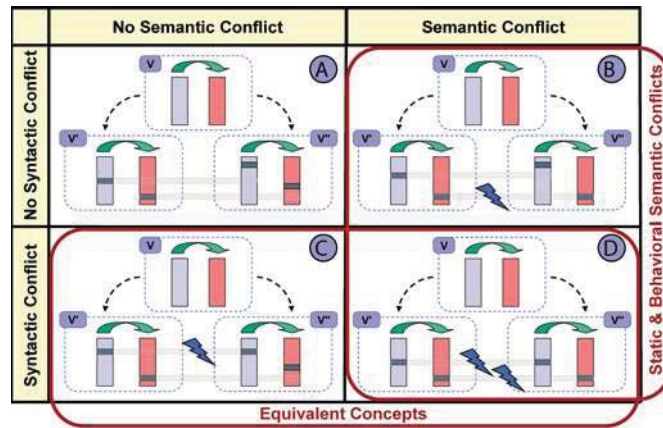 No Semantic Conflict
Semantic Conflict
No Syntactic Conflict
V
A
V'
V"
V
B
V'
V"
Static & Behavioral Semantic Conflicts
Syntactic Conflict
V
C
V'
V"
V
D
V'
V"
Equivalent Concepts